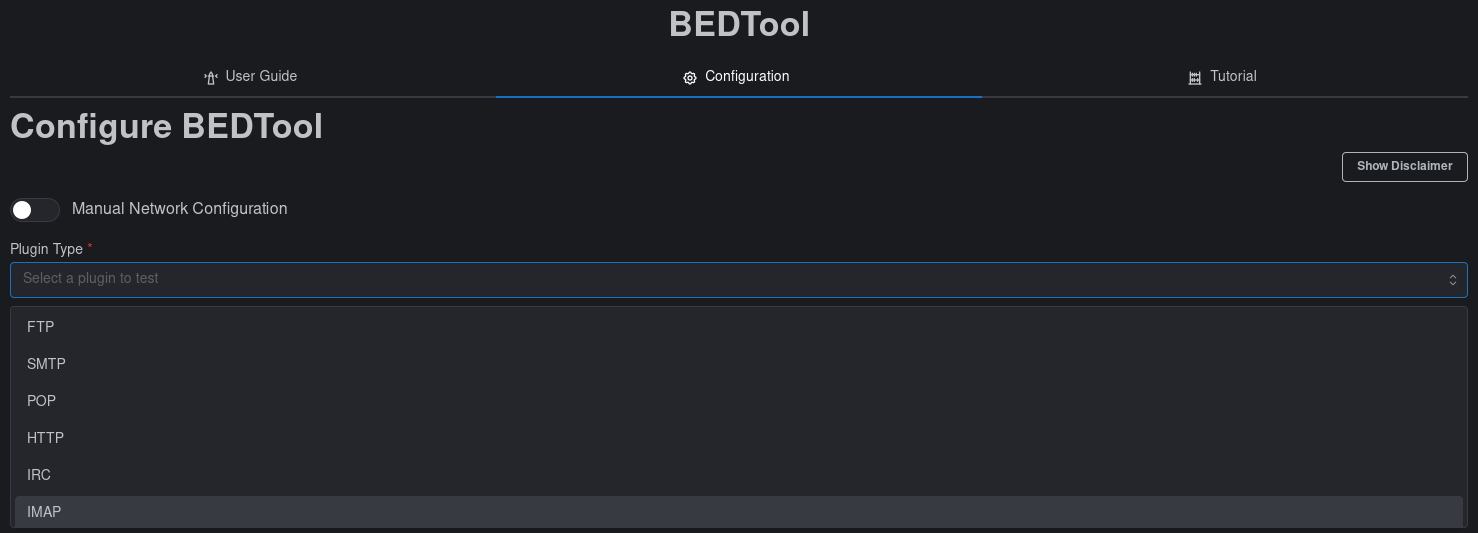 BEDTool
User Guide
Configuration
Tutorial
Configure BEDTool
Show Disclaimer
Manual Network Configuration
Plugin Type *
Select a plugin to test
FTP
SMTP
POP
HTTP
IRC
IMAP